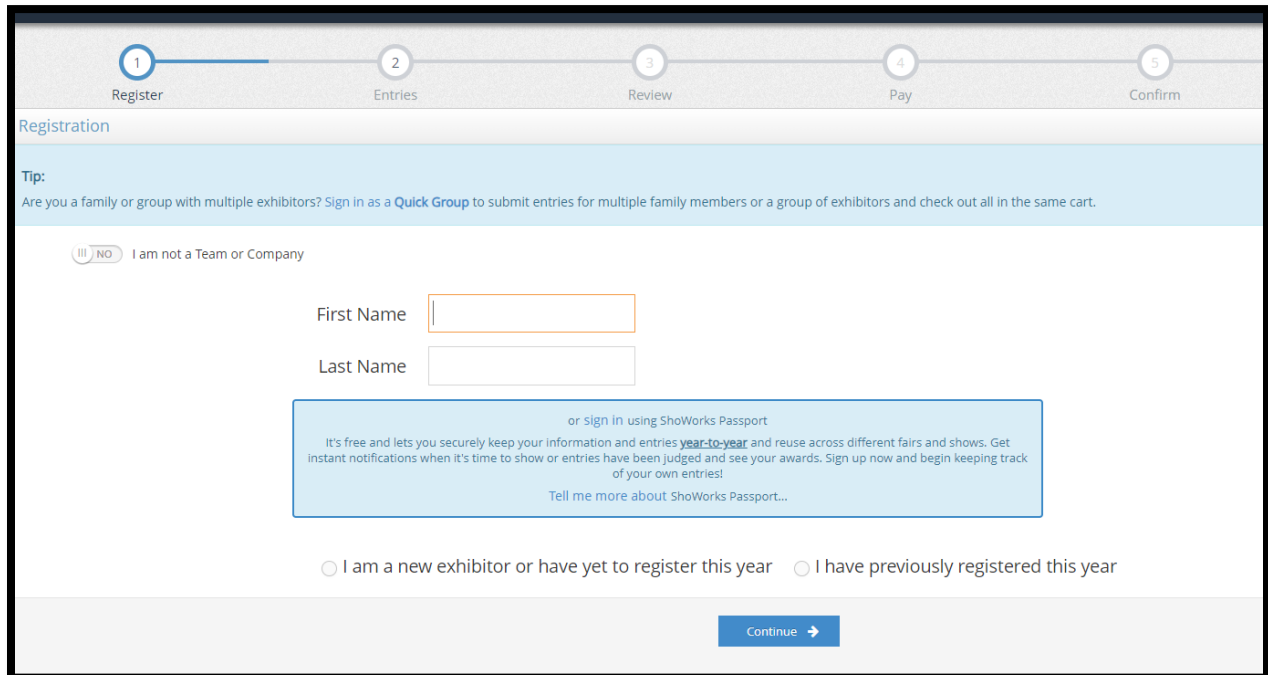 1 2 3 4 5
Register Entries Review Pay Confirm
Registration
Tip:
Are you a family or group with multiple exhibitors? Sign in as a Quick Group to submit entries for multiple family members or a group of exhibitors and check out all in the same cart.
NO I am not a Team or Company
First Name
Last Name
or sign in using ShoWorks Passport
It's free and lets you securely keep your information and entries year-to-year and reuse across different fairs and shows. Get
instant notifications when it's time to show or entries have been judged and see your awards. Sign up now and begin keeping track
of your own entries!
Tell me more about ShoWorks Passport...
I am a new exhibitor or have yet to register this year I have previously registered this year
Continue